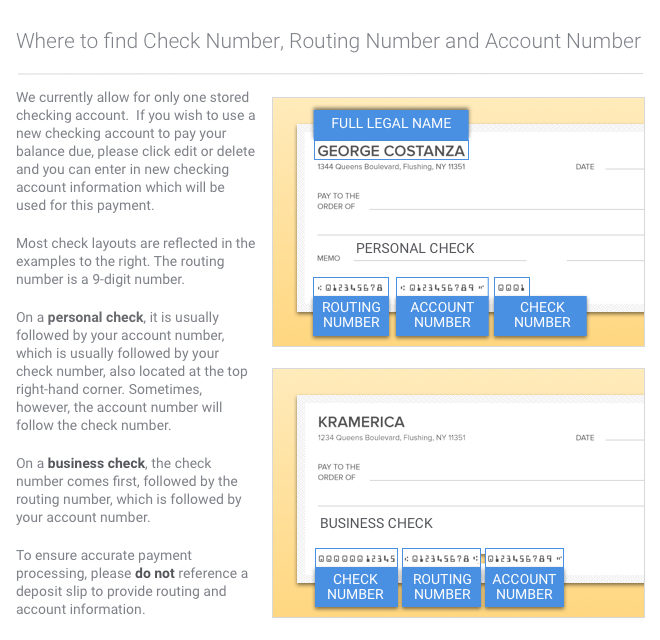 Where to find Check Number, Routing Number and Account Number
We currently allow for only one stored
checking account.  If you wish to use a
new checking account to pay your
balance due, please click edit or delete
and you can enter in new checking
account information which will be
used for this payment.
Most check layouts are reflected in the
examples to the right. The routing
number is a 9-digit number.
On a personal check, it is usually
followed by your account number,
which is usually followed by your
check number, also located at the top
right-hand corner. Sometimes,
however, the account number will
follow the check number.
On a business check, the check
number comes first, followed by the
routing number, which is followed by
your account number.
To ensure accurate payment
processing, please do not reference a
deposit slip to provide routing and
account information.
FULL LEGAL NAME
GEORGE COSTANZA
1344 Queens Boulevard, Flushing, NY 11351
DATE
PAY TO THE
ORDER OF
PERSONAL CHECK
MEMO
012345678 0123456789 0001
ROUTING
NUMBER
ACCOUNT
NUMBER
CHECK
NUMBER
KRAMERICA
1234 Queens Boulevard, Flushing, NY 11351
DATE
PAY TO THE
ORDER OF
BUSINESS CHECK
00000012345 012345678 0123456789
CHECK
NUMBER
ROUTING
NUMBER
ACCOUNT
NUMBER